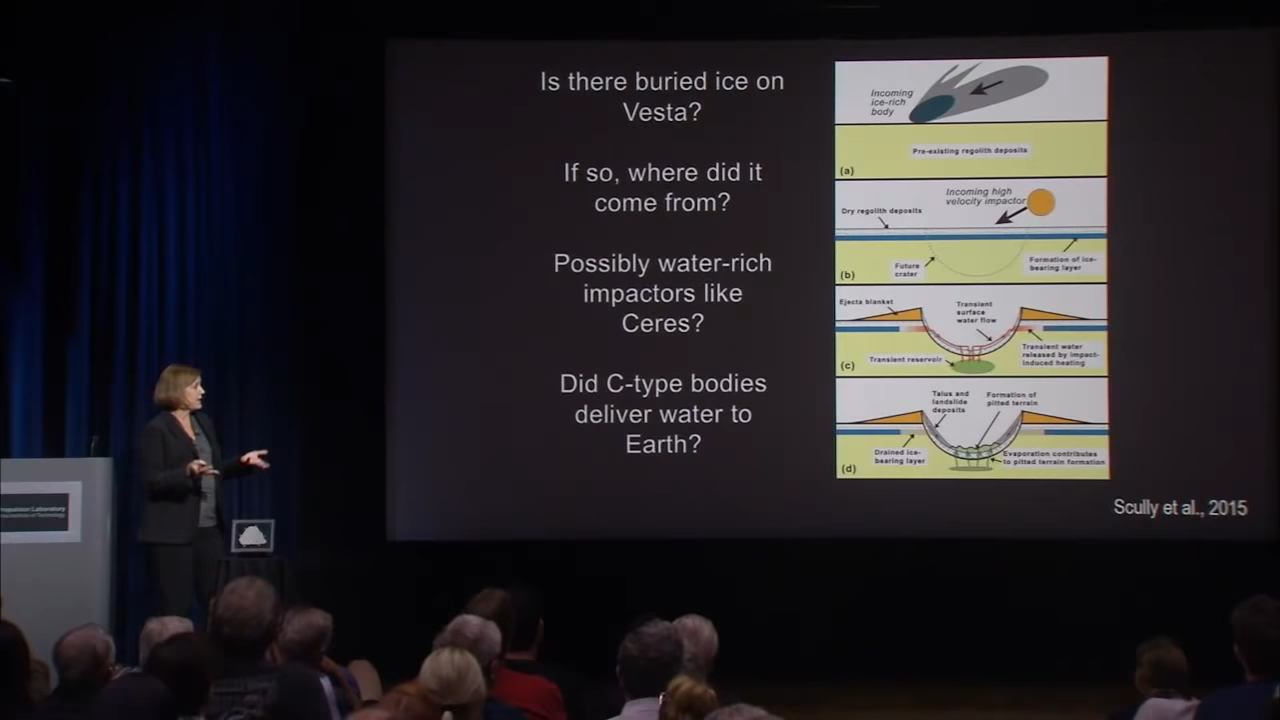 Is there buried ice on
Vesta?
If so, where did it
come from?
Possibly water-rich
impactors like
Ceres?
Did C-type bodies
deliver water to
Earth?
Incoming
ice-rich
body
Pre-existing regolith deposits
(a)
Incoming high
velocity impactor
Dry regolith deposits
Future
crater
Formation of ice-
bearing layer
(b)
Ejecta blanket
Transient
surface
water flow
Transient reservoir
Transient water
released by impact-
induced heating
(c)
Talus and
landslide
deposits
Formation of
pitted terrain
Drained ice-
bearing layer
Evaporation contributes
to pitted terrain formation
(d)
Scully et al., 2015
Laboratory
of Technology